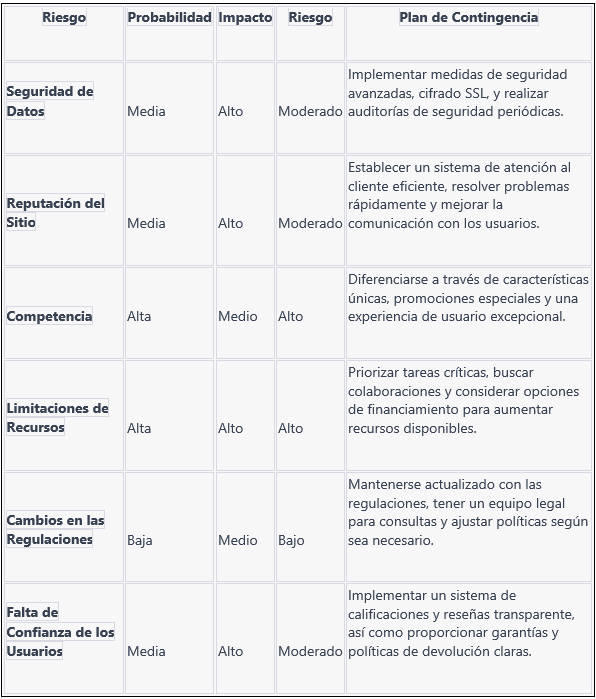 Riesgo Probabilidad Impacto Riesgo Plan de Contingencia
Seguridad de
Datos
Media
Alto
Moderado
Implementar medidas de seguridad
avanzadas, cifrado SSL, y realizar
auditorías de seguridad periódicas.
Reputación del
Sitio
Media
Alto
Moderado
Establecer un sistema de atención al
cliente eficiente, resolver problemas
rápidamente y mejorar la
comunicación con los usuarios.
Competencia
Alta
Medio
Alto
Diferenciarse a través de características
únicas, promociones especiales y una
experiencia de usuario excepcional.
Limitaciones de
Recursos
Alta
Alto
Alto
Priorizar tareas críticas, buscar
colaboraciones y considerar opciones
de financiamiento para aumentar
recursos disponibles.
Cambios en las
Regulaciones
Baja
Medio
Bajo
Mantenerse actualizado con las
regulaciones, tener un equipo legal
para consultas y ajustar políticas según
sea necesario.
Falta de
Confianza de los
Usuarios
Media
Alto
Moderado
Implementar un sistema de
calificaciones y reseñas transparente,
así como proporcionar garantías y
políticas de devolución claras.